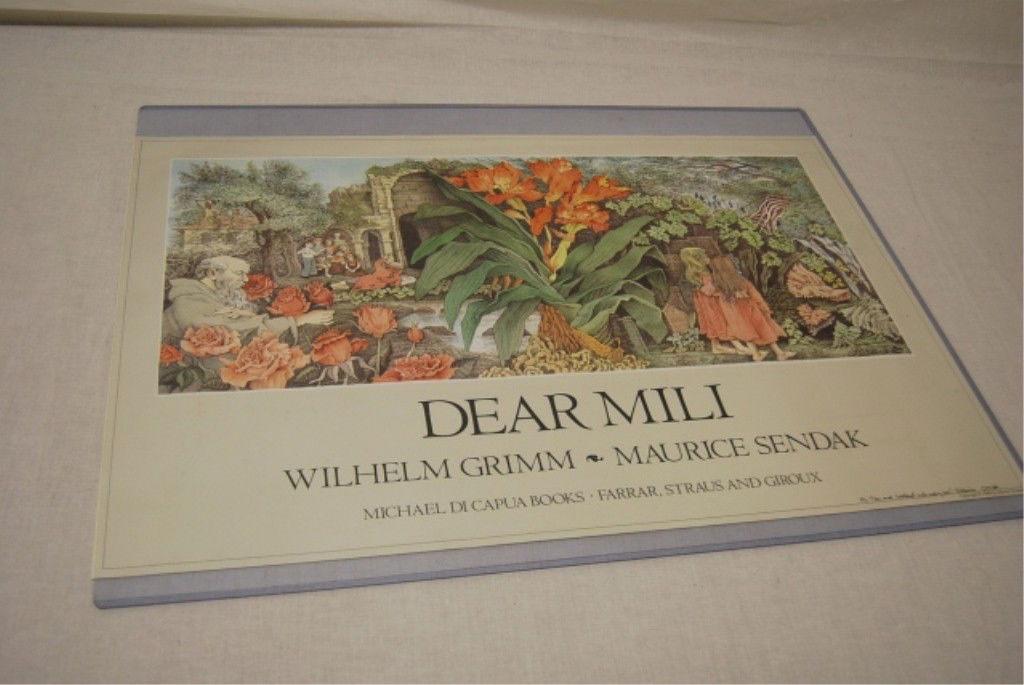 DEAR MILI
WILHELM GRIMM ❧ MAURICE SENDAK
MICHAEL DI CAPUA BOOKS · FARRAR, STRAUS AND GIROUX